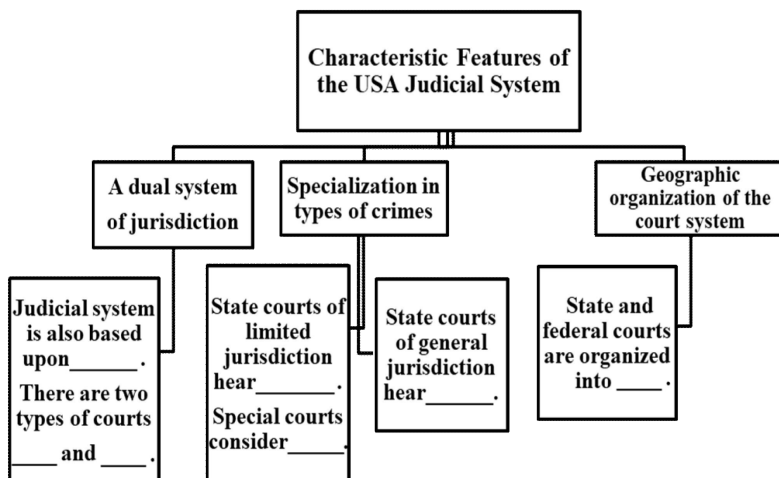 Characteristic Features of
the USA Judicial System
A dual system
of jurisdiction
Specialization in
types of crimes
Geographic
organization of the
court system
Judicial system
is also based
upon_______ .
There are two
types of courts
____ and ____ .
State courts of
limited
jurisdiction
hear________ .
Special courts
consider_____ .
State courts
of general
jurisdiction
hear_______ .
State and
federal courts
are organized
into ____ .